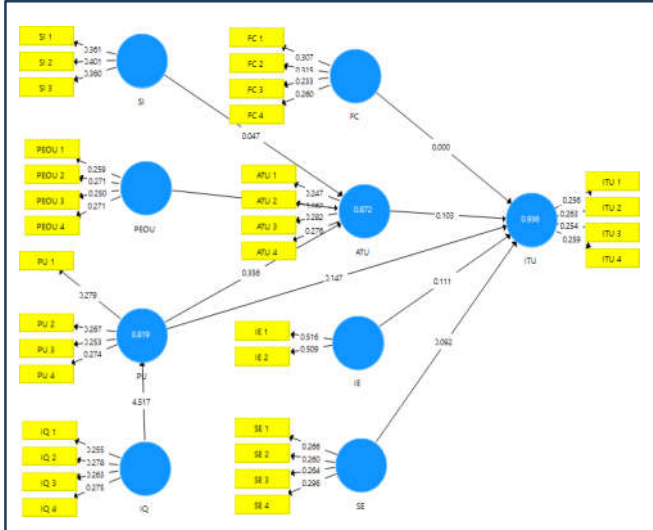 SI 1
SI 2
SI 3
0.361
0.401
0.360
SI
FC 1
FC 2
FC 3
FC 4
0.307
0.315
0.233
0.260
FC
0.047
0.000
PEOU 1
PEOU 2
PEOU 3
PEOU 4
0.259
0.271
0.250
0.271
PEOU
ATU 1
ATU 2
ATU 3
ATU 4
0.247
0.282
0.276
0.872
ATU
0.103
0.936
ITU
0.256
0.263
0.254
0.259
ITU 1
ITU 2
ITU 3
ITU 4
PU 1
0.279
PU 2
PU 3
PU 4
0.267
0.253
0.274
0.819
PU
0.356
0.147
IE 1
IE 2
0.516
0.509
IE
0.111
4.517
IQ 1
IQ 2
IQ 3
IQ 4
0.255
0.278
0.263
0.275
IQ
SE 1
SE 2
SE 3
SE 4
0.266
0.260
0.264
0.296
SE
0.092